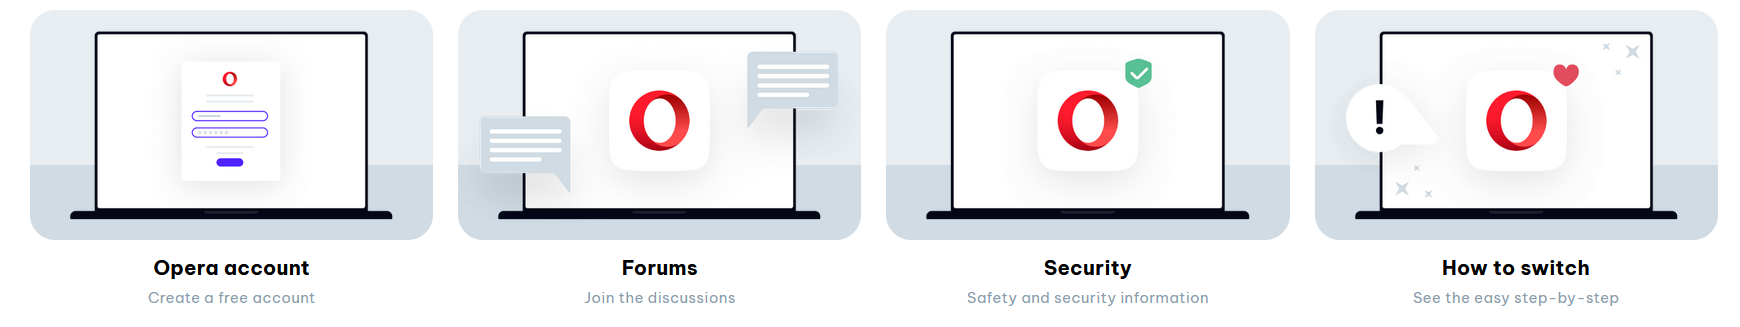 Opera account
Create a free account
Forums
Join the discussions
Security
Safety and security information
How to switch
See the easy step-by-step